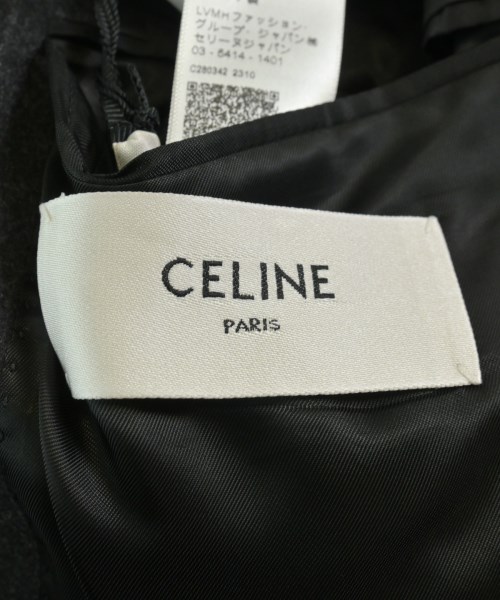 LVMHファッション・
グループ・ジャパン㈱
セリーヌジャパン
03-5414-1401
C280342 2310
CELINE
PARIS